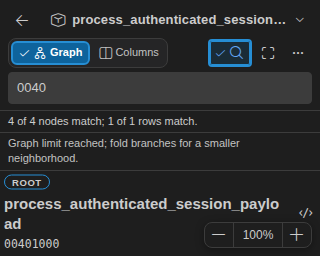 process_authenticated_session...
Graph
Columns
0040
4 of 4 nodes match; 1 of 1 rows match.
Graph limit reached; fold branches for a smaller
neighborhood.
ROOT
process_authenticated_session_paylo
ad
00401000
100%